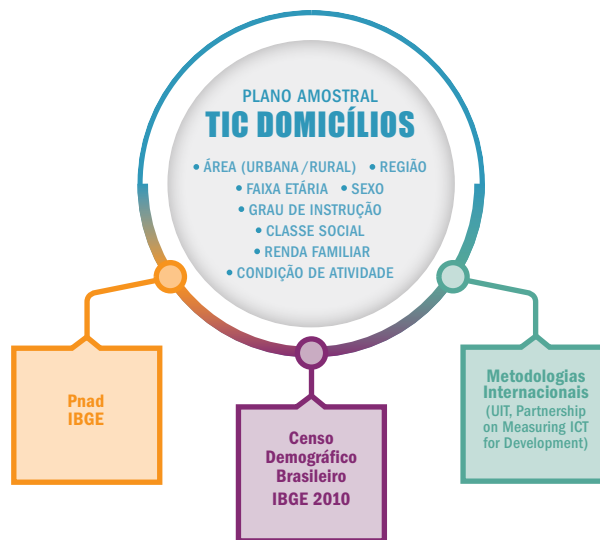 PLANO AMOSTRAL
TIC DOMICÍLIOS
• ÁREA (URBANA/RURAL) • REGIÃO
• FAIXA ETÁRIA • SEXO
• GRAU DE INSTRUÇÃO
• CLASSE SOCIAL
• RENDA FAMILIAR
• CONDIÇÃO DE ATIVIDADE
Pnad
IBGE
Censo
Demográfico
Brasileiro
IBGE 2010
Metodologias
Internacionais
(UIT, Partnership
on Measuring ICT
for Development)